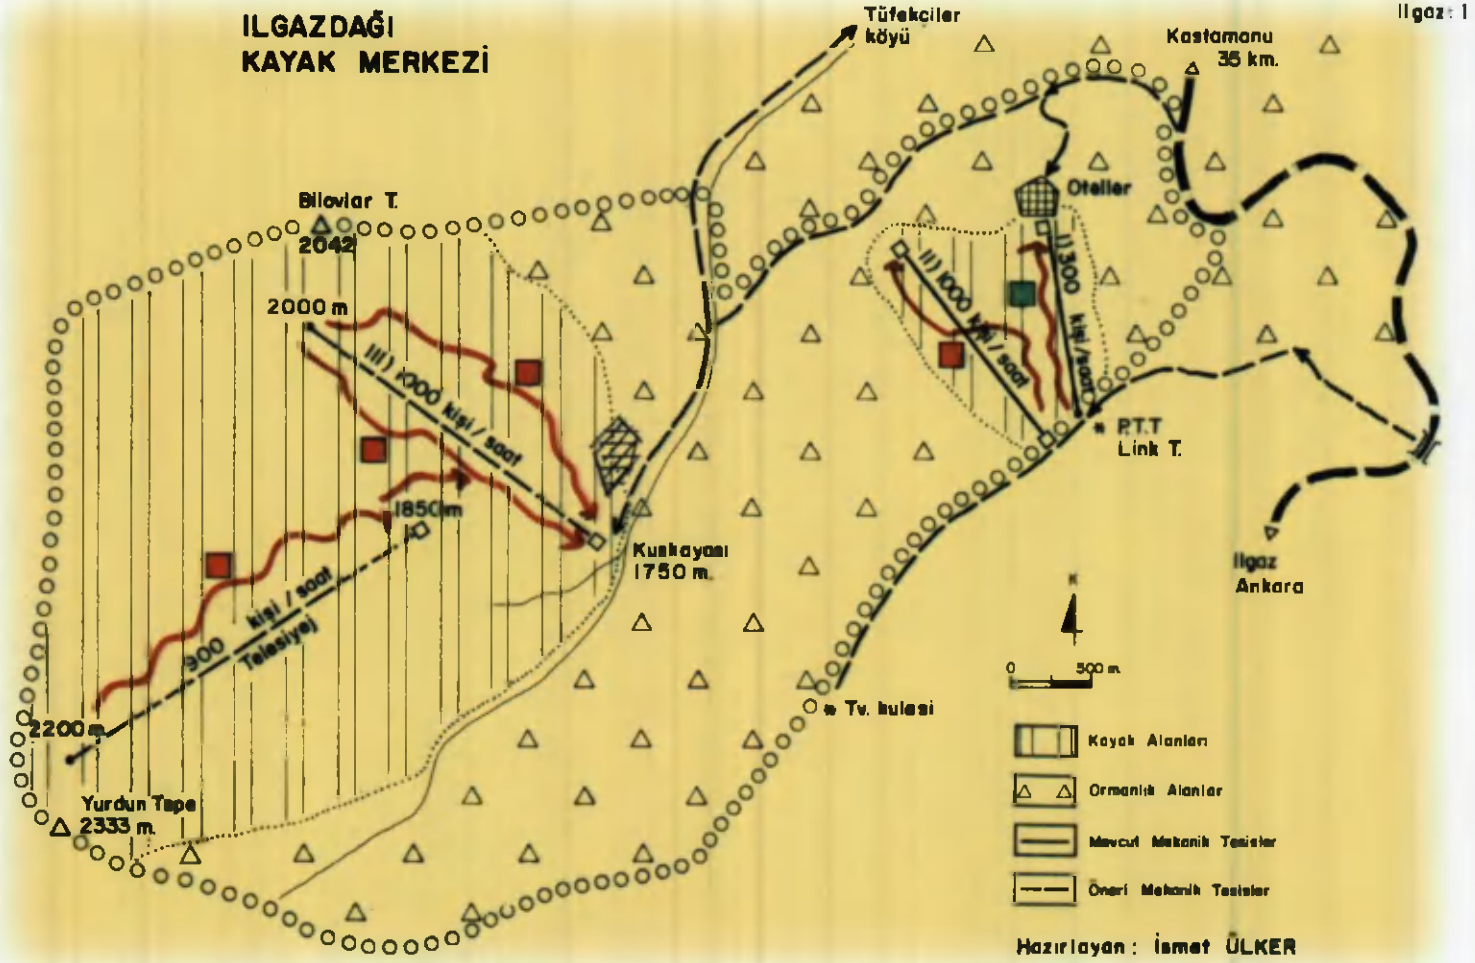 Ilgaz: 1
ILGAZDAĞI
KAYAK MERKEZİ
Tüfekciler
köyü
Kastamonu
35 km.
Bilovlar T.
2042
2000 m
Oteller
I) 300 kişi/saat
II) 1000 kişi/saat
III) 1000 kişi/saat
P.T.T
Link T.
1850 m
Kuşkayası
1750 m.
Ilgaz
Ankara
900 kişi/saat
Telesiyej
K
0 500 m.
2200 m.
Tv. kulesi
Yurdun Tepe
2333 m.
Kayak Alanları
Ormanlık Alanlar
Mevcut Mekanik Tesisler
Öneri Mekanik Tesisler
Hazırlayan: İsmet ÜLKER